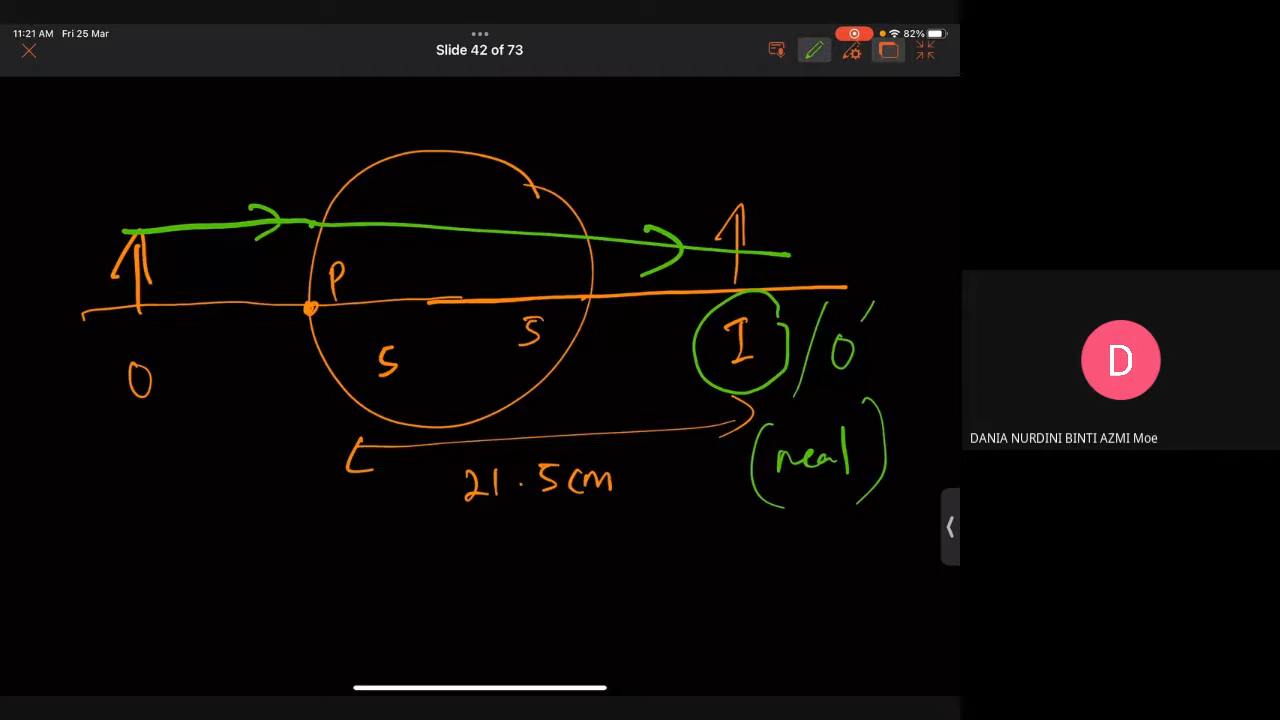 11:21 AM Fri 25 Mar
82%
Slide 42 of 73
P
5
5
O
I / O'
(real)
21.5cm
D
DANIA NURDINI BINTI AZMI Moe